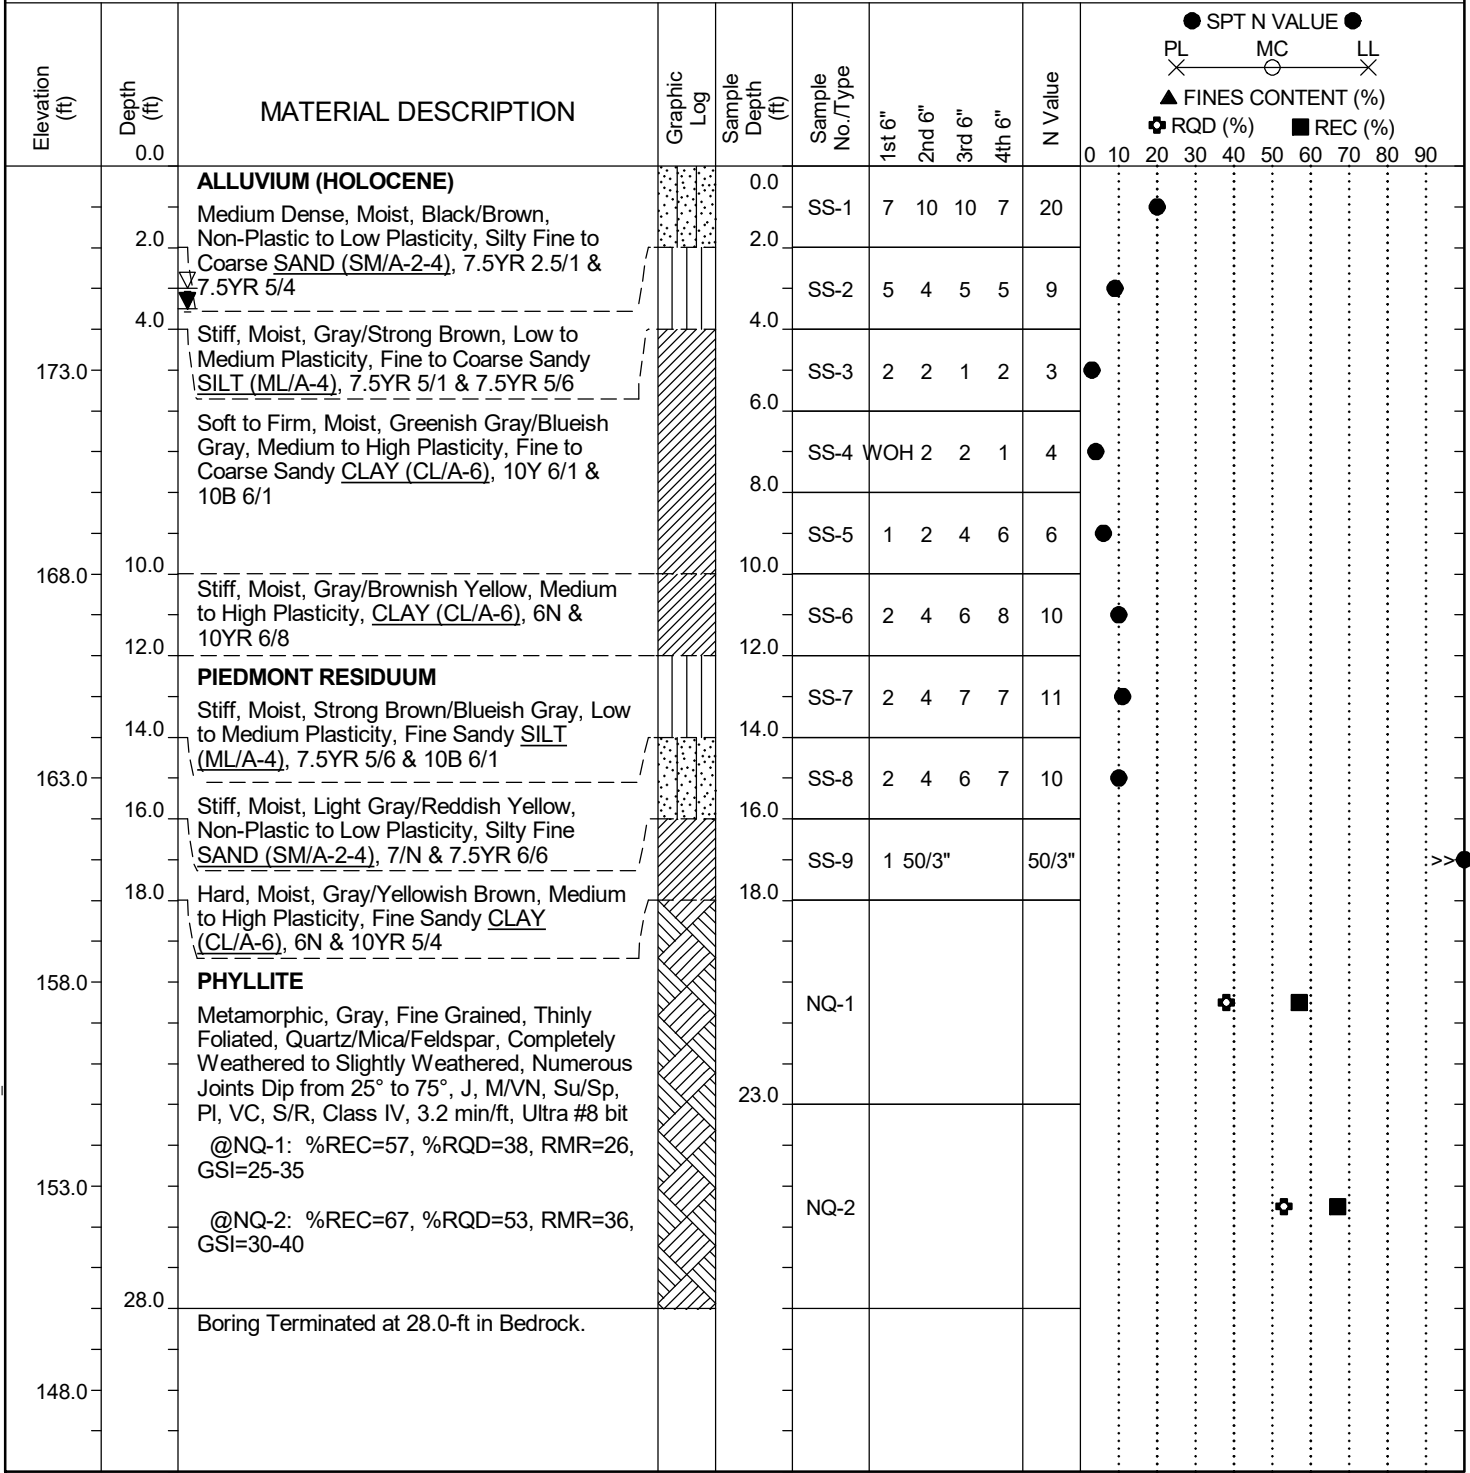 Elevation (ft)
Depth (ft)
0.0
MATERIAL DESCRIPTION
Graphic Log
Sample Depth (ft)
Sample No./Type
1st 6"
2nd 6"
3rd 6"
4th 6"
N Value
● SPT N VALUE ●
PL MC LL
▲ FINES CONTENT (%)
RQD (%) ■ REC (%)
0 10 20 30 40 50 60 70 80 90
ALLUVIUM (HOLOCENE)
Medium Dense, Moist, Black/Brown,
Non-Plastic to Low Plasticity, Silty Fine to
Coarse SAND (SM/A-2-4), 7.5YR 2.5/1 &
7.5YR 5/4
2.0
Stiff, Moist, Gray/Strong Brown, Low to
Medium Plasticity, Fine to Coarse Sandy
SILT (ML/A-4), 7.5YR 5/1 & 7.5YR 5/6
4.0
173.0
Soft to Firm, Moist, Greenish Gray/Blueish
Gray, Medium to High Plasticity, Fine to
Coarse Sandy CLAY (CL/A-6), 10Y 6/1 &
10B 6/1
10.0
168.0
Stiff, Moist, Gray/Brownish Yellow, Medium
to High Plasticity, CLAY (CL/A-6), 6N &
10YR 6/8
12.0
PIEDMONT RESIDUUM
Stiff, Moist, Strong Brown/Blueish Gray, Low
to Medium Plasticity, Fine Sandy SILT
(ML/A-4), 7.5YR 5/6 & 10B 6/1
14.0
163.0
Stiff, Moist, Light Gray/Reddish Yellow,
Non-Plastic to Low Plasticity, Silty Fine
SAND (SM/A-2-4), 7/N & 7.5YR 6/6
16.0
18.0
Hard, Moist, Gray/Yellowish Brown, Medium
to High Plasticity, Fine Sandy CLAY
(CL/A-6), 6N & 10YR 5/4
158.0
PHYLLITE
Metamorphic, Gray, Fine Grained, Thinly
Foliated, Quartz/Mica/Feldspar, Completely
Weathered to Slightly Weathered, Numerous
Joints Dip from 25° to 75°, J, M/VN, Su/Sp,
Pl, VC, S/R, Class IV, 3.2 min/ft, Ultra #8 bit
@NQ-1: %REC=57, %RQD=38, RMR=26,
GSI=25-35
153.0
@NQ-2: %REC=67, %RQD=53, RMR=36,
GSI=30-40
28.0
Boring Terminated at 28.0-ft in Bedrock.
148.0
0.0
SS-1 7 10 10 7 20
2.0
SS-2 5 4 5 5 9
4.0
SS-3 2 2 1 2 3
6.0
SS-4 WOH 2 2 1 4
8.0
SS-5 1 2 4 6 6
10.0
SS-6 2 4 6 8 10
12.0
SS-7 2 4 7 7 11
14.0
SS-8 2 4 6 7 10
16.0
SS-9 1 50/3" 50/3" >>
18.0
NQ-1
23.0
NQ-2